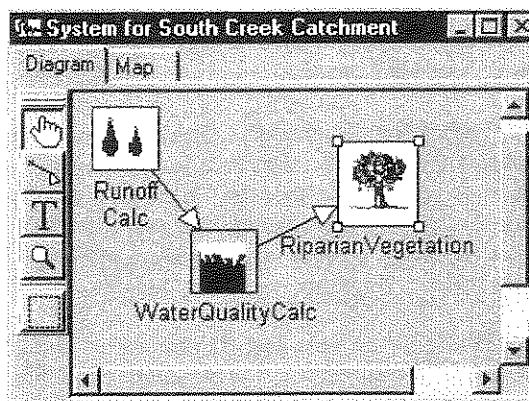 System for South Creek Catchment
Diagram Map
T
Runoff
Calc
RiparianVegetation
WaterQualityCalc